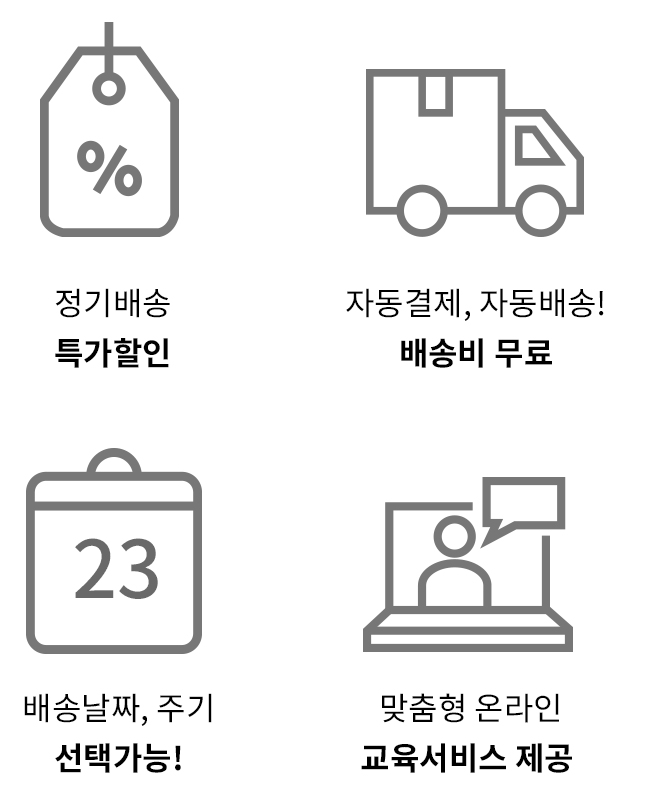 %
정기배송
특가할인
자동결제, 자동배송!
배송비 무료
23
배송날짜, 주기
선택가능!
맞춤형 온라인
교육서비스 제공